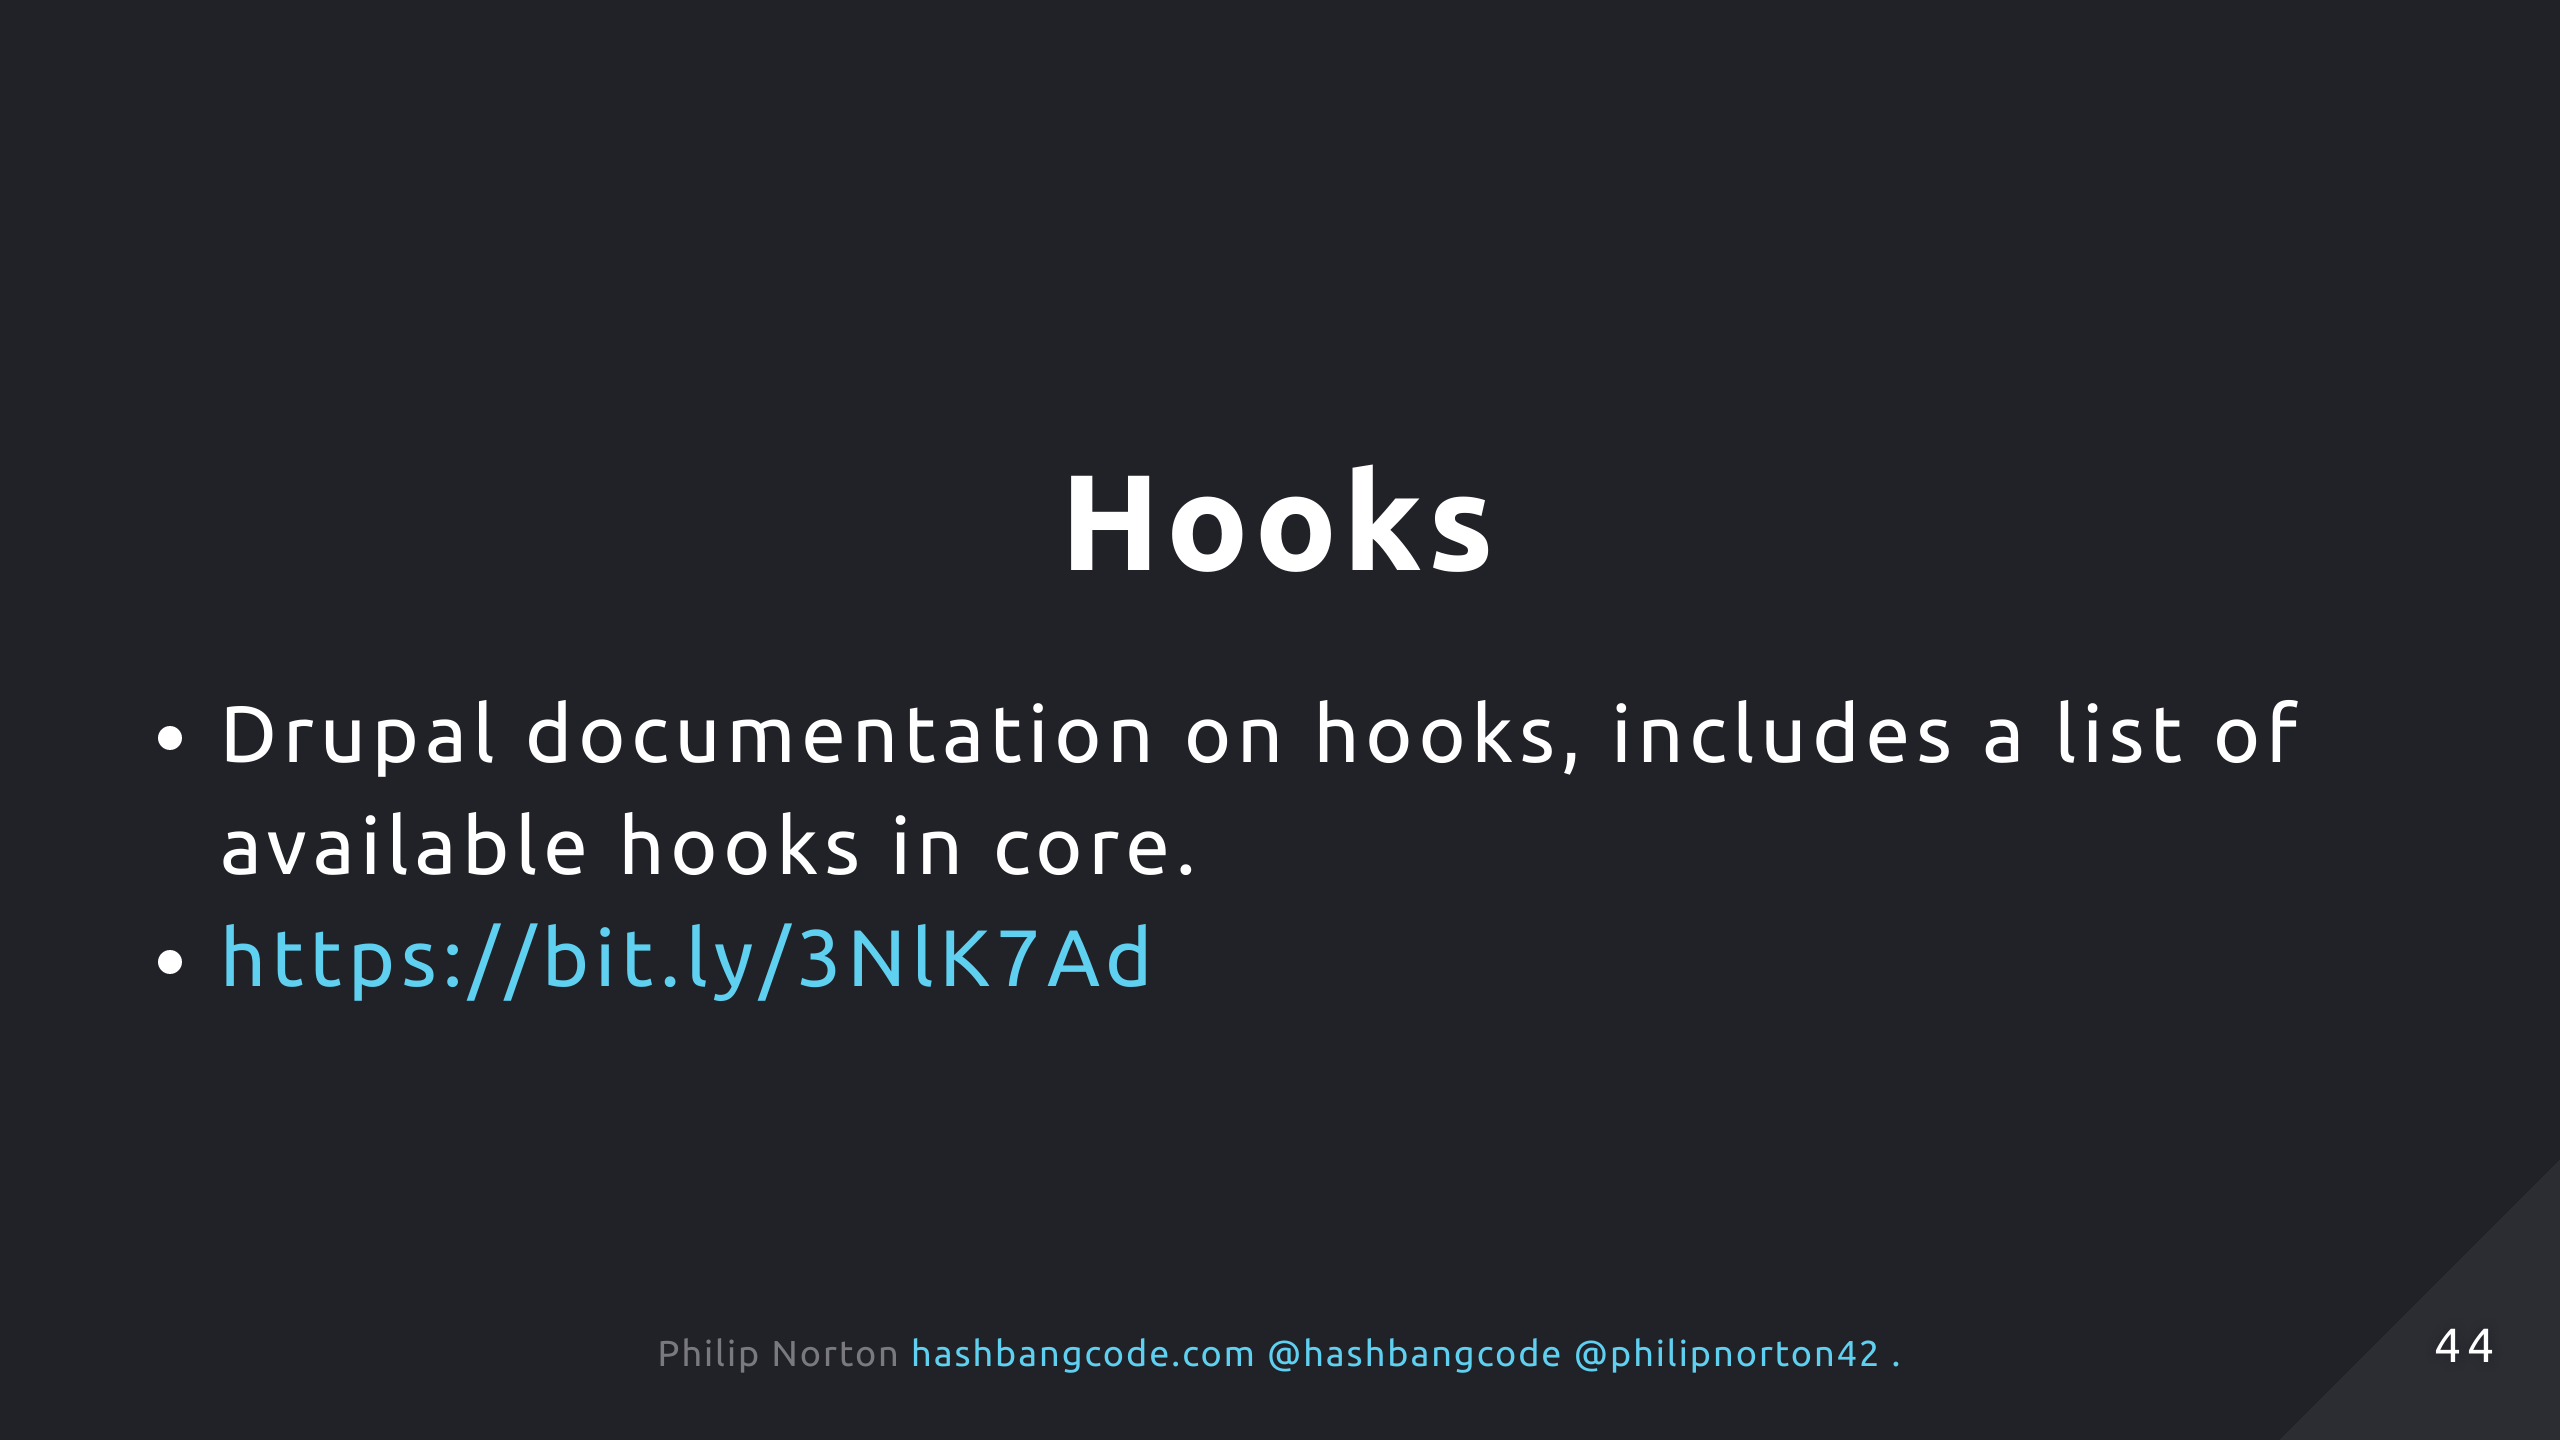 Hooks
• Drupal documentation on hooks, includes a list of
available hooks in core.
• https://bit.ly/3NlK7Ad
Philip Norton hashbangcode.com @hashbangcode @philipnorton42 .
44